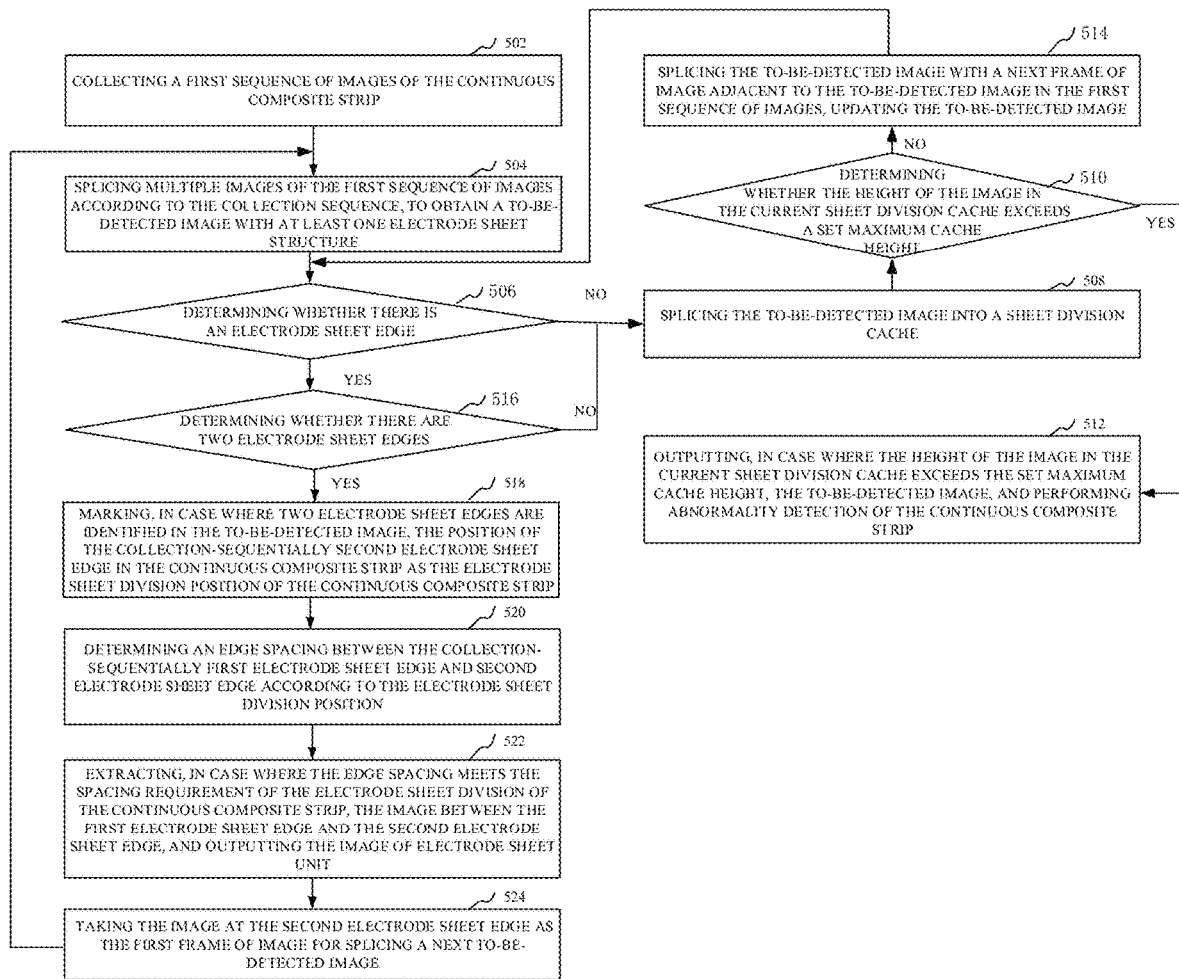 502
COLLECTING A FIRST SEQUENCE OF IMAGES OF THE CONTINUOUS
COMPOSITE STRIP
504
SPLICING MULTIPLE IMAGES OF THE FIRST SEQUENCE OF IMAGES
ACCORDING TO THE COLLECTION SEQUENCE, TO OBTAIN A TO-BE-
DETECTED IMAGE WITH AT LEAST ONE ELECTRODE SHEET
STRUCTURE
506
DETERMINING WHETHER THERE IS
AN ELECTRODE SHEET EDGE
NO
YES
516
DETERMINING WHETHER THERE ARE
TWO ELECTRODE SHEET EDGES
NO
YES
518
MARKING, IN CASE WHERE TWO ELECTRODE SHEET EDGES ARE
IDENTIFIED IN THE TO-BE-DETECTED IMAGE, THE POSITION OF
THE COLLECTION-SEQUENTIALLY SECOND ELECTRODE SHEET
EDGE IN THE CONTINUOUS COMPOSITE STRIP AS THE ELECTRODE
SHEET DIVISION POSITION OF THE CONTINUOUS COMPOSITE STRIP
520
DETERMINING AN EDGE SPACING BETWEEN THE COLLECTION-
SEQUENTIALLY FIRST ELECTRODE SHEET EDGE AND SECOND
ELECTRODE SHEET EDGE ACCORDING TO THE ELECTRODE SHEET
DIVISION POSITION
522
EXTRACTING, IN CASE WHERE THE EDGE SPACING MEETS THE
SPACING REQUIREMENT OF THE ELECTRODE SHEET DIVISION OF
THE CONTINUOUS COMPOSITE STRIP, THE IMAGE BETWEEN THE
FIRST ELECTRODE SHEET EDGE AND THE SECOND ELECTRODE
SHEET EDGE, AND OUTPUTTING THE IMAGE OF ELECTRODE SHEET
UNIT
524
TAKING THE IMAGE AT THE SECOND ELECTRODE SHEET EDGE AS
THE FIRST FRAME OF IMAGE FOR SPLICING A NEXT TO-BE-
DETECTED IMAGE
514
SPLICING THE TO-BE-DETECTED IMAGE WITH A NEXT FRAME OF
IMAGE ADJACENT TO THE TO-BE-DETECTED IMAGE IN THE FIRST
SEQUENCE OF IMAGES, UPDATING THE TO-BE-DETECTED IMAGE
NO
510
DETERMINING
WHETHER THE HEIGHT OF THE IMAGE IN
THE CURRENT SHEET DIVISION CACHE EXCEEDS
A SET MAXIMUM CACHE
HEIGHT
YES
508
SPLICING THE TO-BE-DETECTED IMAGE INTO A SHEET DIVISION
CACHE
512
OUTPUTTING, IN CASE WHERE THE HEIGHT OF THE IMAGE IN THE
CURRENT SHEET DIVISION CACHE EXCEEDS THE SET MAXIMUM
CACHE HEIGHT, THE TO-BE-DETECTED IMAGE, AND PERFORMING
ABNORMALITY DETECTION OF THE CONTINUOUS COMPOSITE
STRIP